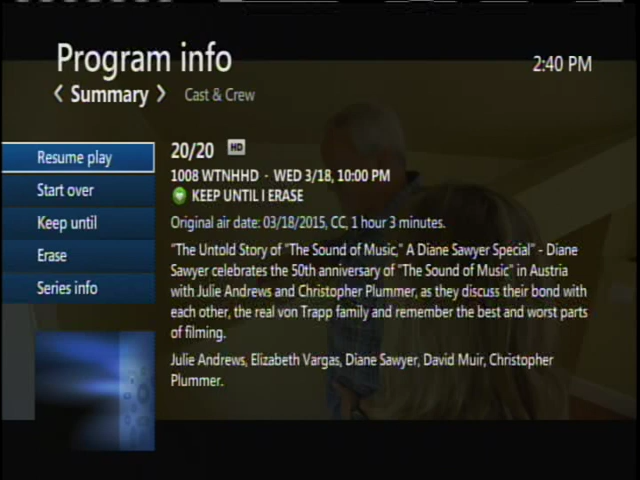 Program info
2:40 PM
< Summary > Cast & Crew
Resume play
Start over
Keep until
Erase
Series info
20/20 HD
1008 WTNHHD - WED 3/18, 10:00 PM
KEEP UNTIL I ERASE
Original air date: 03/18/2015, CC, 1 hour 3 minutes.
"The Untold Story of "The Sound of Music," A Diane Sawyer Special" - Diane
Sawyer celebrates the 50th anniversary of "The Sound of Music" in Austria
with Julie Andrews and Christopher Plummer, as they discuss their bond with
each other, the real von Trapp family and remember the best and worst parts
of filming.
Julie Andrews, Elizabeth Vargas, Diane Sawyer, David Muir, Christopher
Plummer.